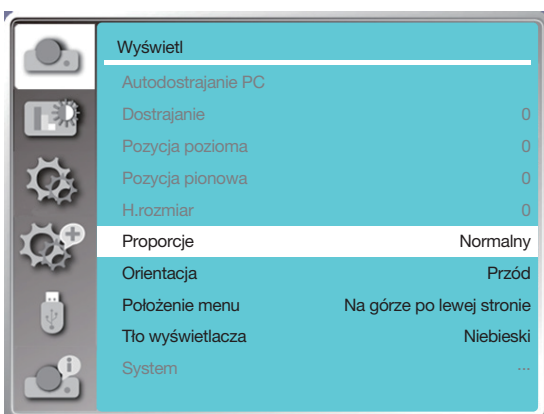 Wyświetl
Autodostrajanie PC
Dostrajanie 0
Pozycja pozioma 0
Pozycja pionowa 0
H.rozmiar 0
Proporcje Normalny
Orientacja Przód
Położenie menu Na górze po lewej stronie
Tło wyświetlacza Niebieski
System ...